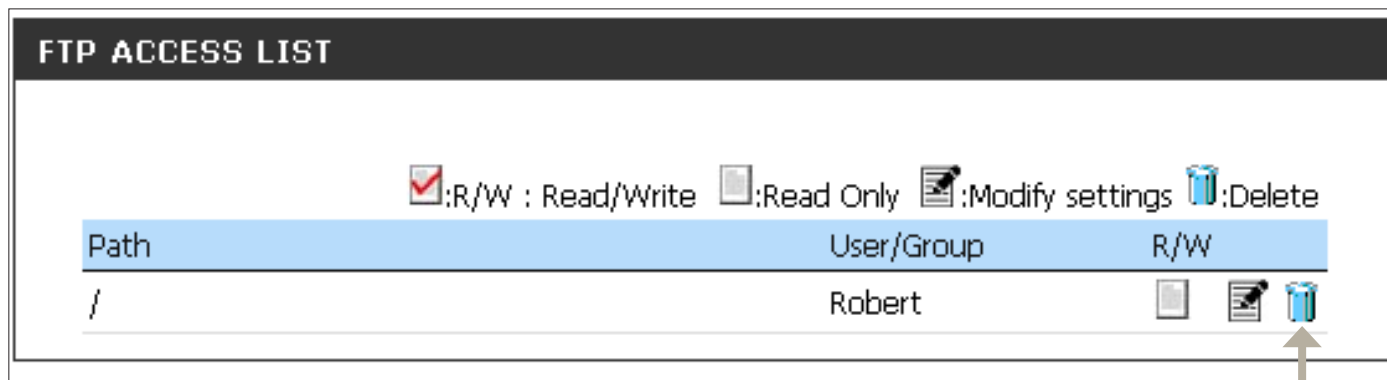 FTP ACCESS LIST
:R/W : Read/Write :Read Only :Modify settings :Delete
Path User/Group R/W
/ Robert